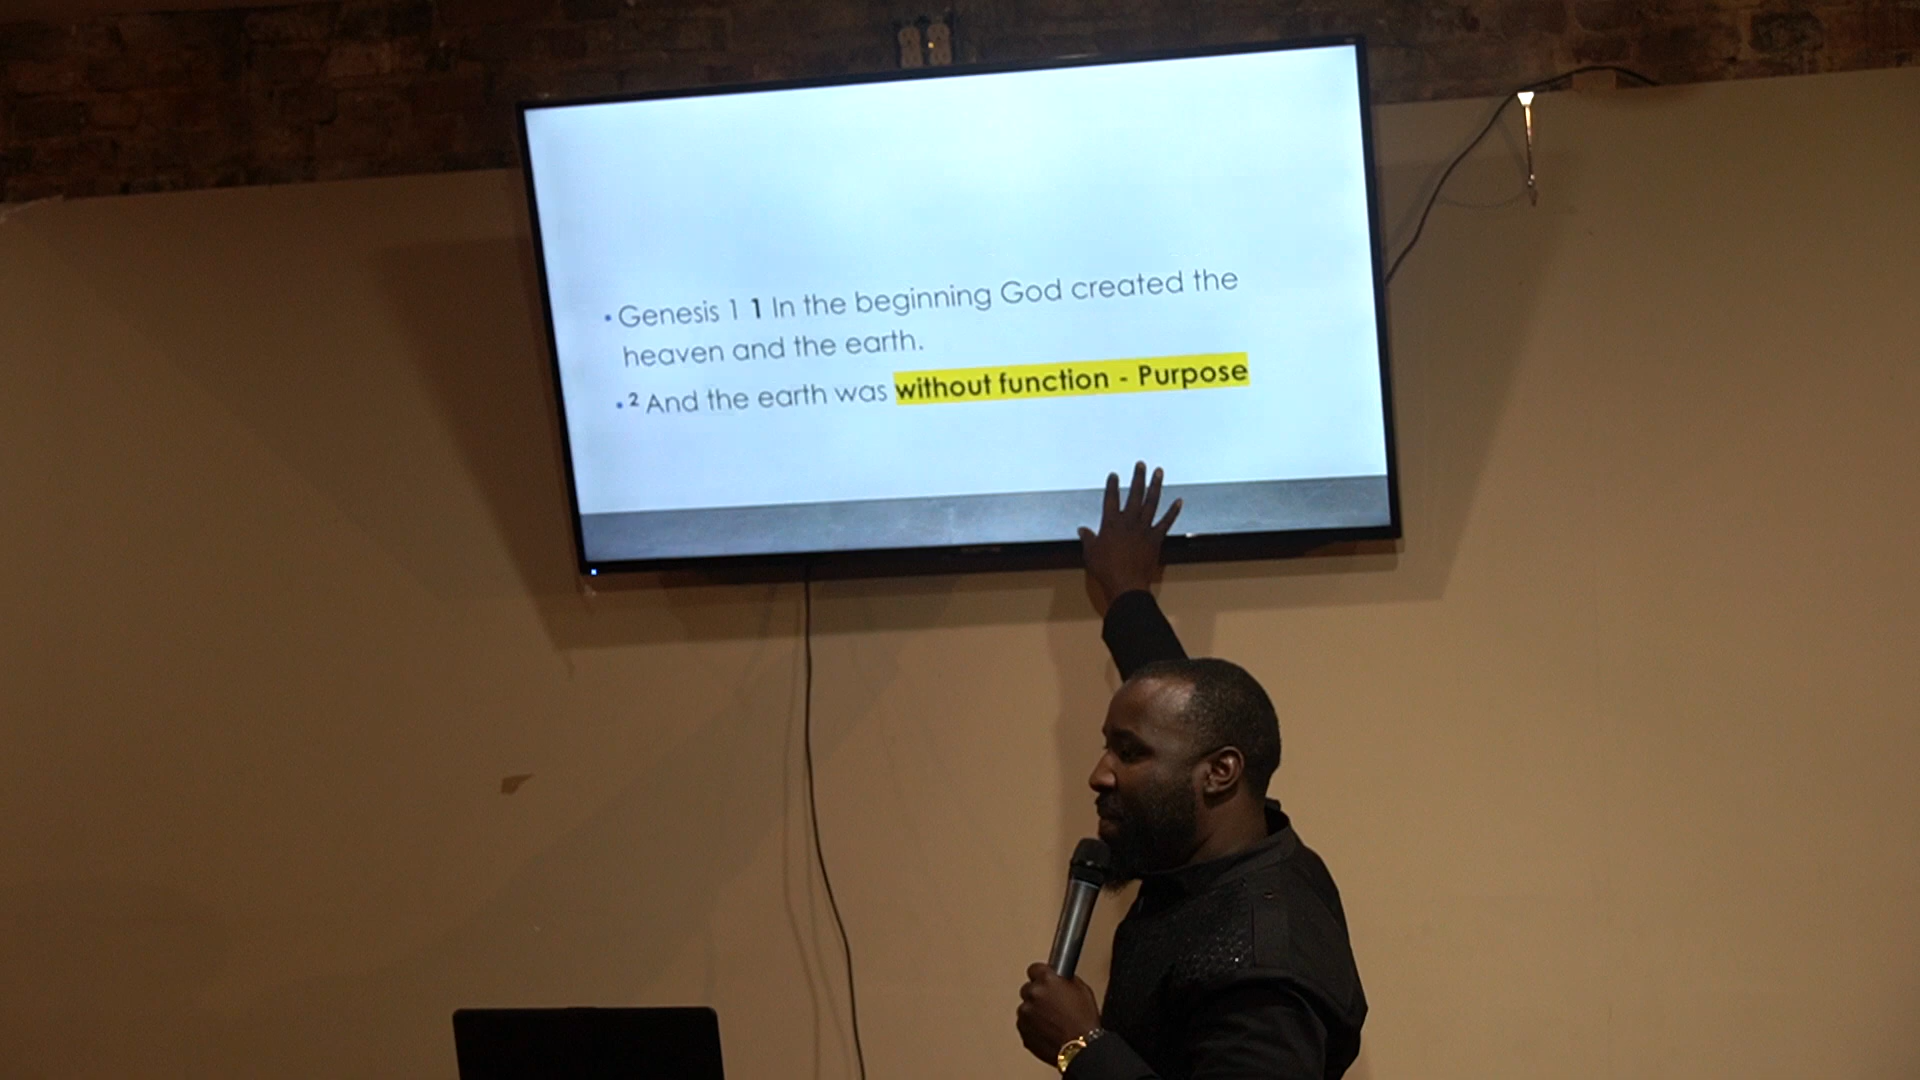 • Genesis 1 1 In the beginning God created the
heaven and the earth.
• ² And the earth was without function - Purpose